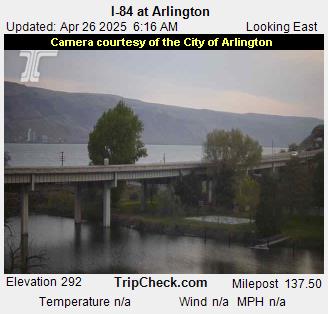 I-84 at Arlington
Updated: Apr 26 2025 6:16 AM Looking East
Camera courtesy of the City of Arlington
Elevation 292 TripCheck.com Milepost 137.50
Temperature n/a Wind n/a MPH n/a